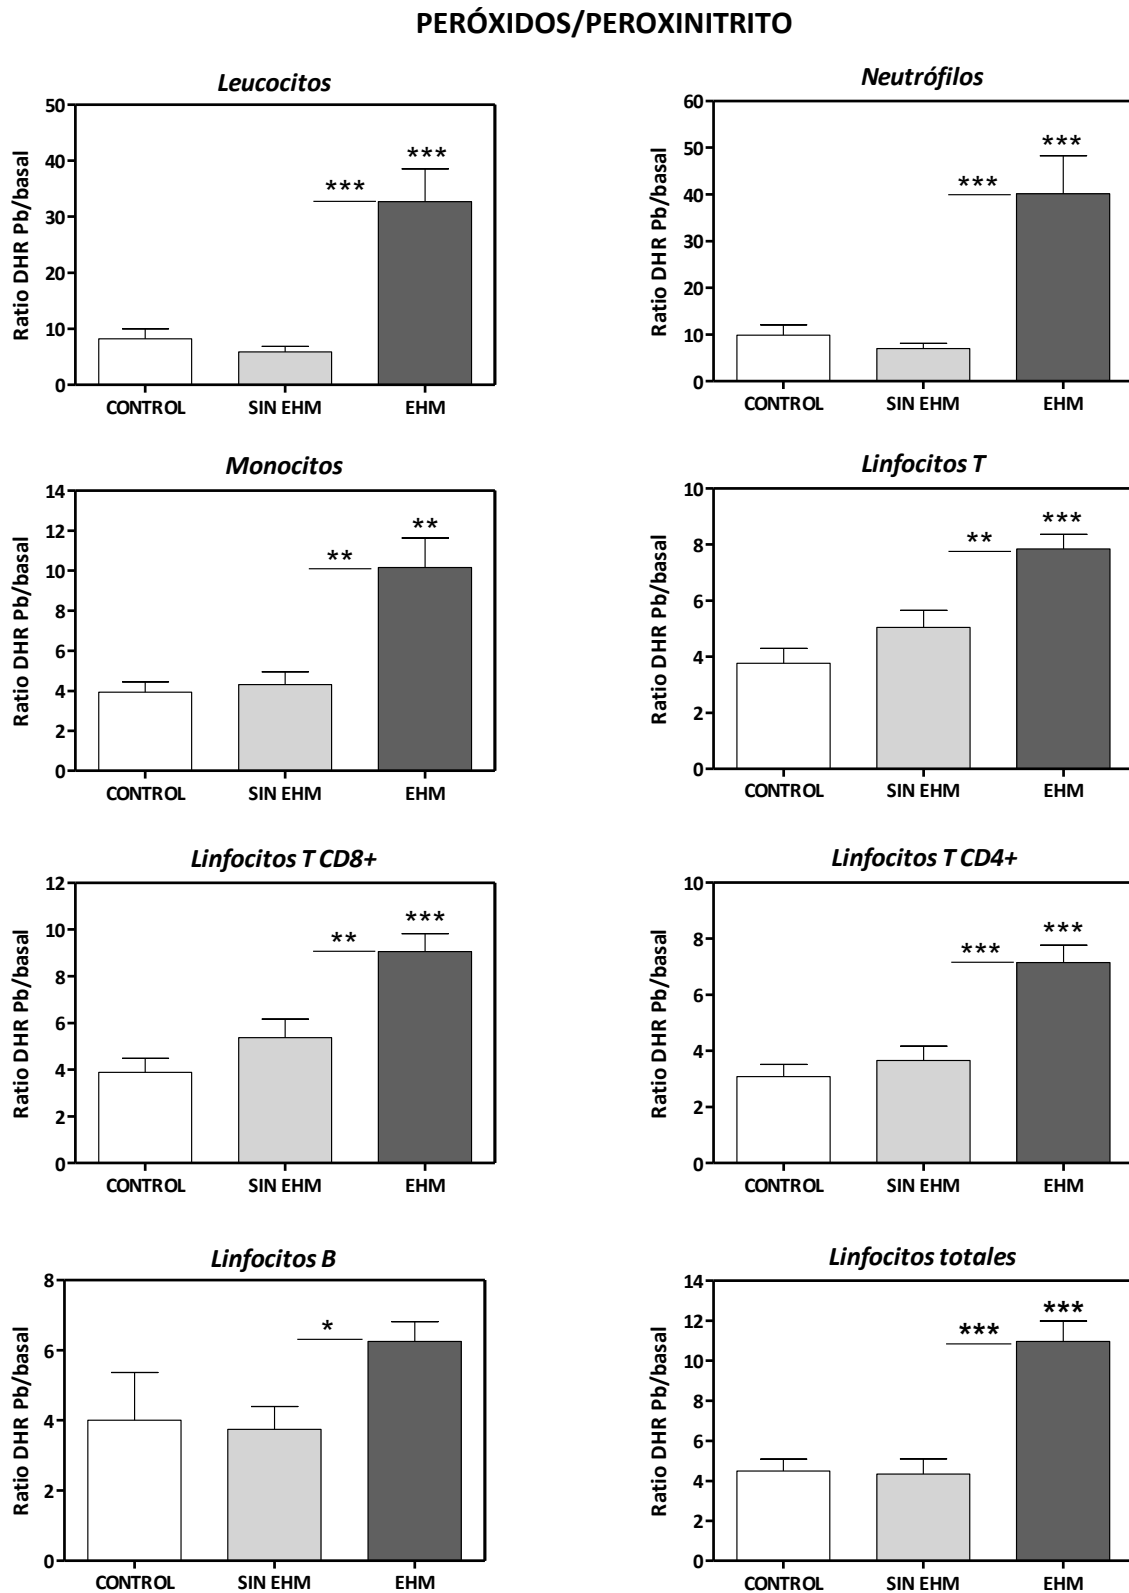 PERÓXIDOS/PEROXINITRITO
Leucocitos
Ratio DHR Pb/basal
50
40
30
20
10
0
***
***
CONTROL SIN EHM EHM
Neutrófilos
Ratio DHR Pb/basal
60
50
40
30
20
10
0
***
***
CONTROL SIN EHM EHM
Monocitos
Ratio DHR Pb/basal
14
12
10
8
6
4
2
0
**
**
CONTROL SIN EHM EHM
Linfocitos T
Ratio DHR Pb/basal
10
8
6
4
2
0
**
***
CONTROL SIN EHM EHM
Linfocitos T CD8+
Ratio DHR Pb/basal
12
10
8
6
4
2
0
**
***
CONTROL SIN EHM EHM
Linfocitos T CD4+
Ratio DHR Pb/basal
10
8
6
4
2
0
***
***
CONTROL SIN EHM EHM
Linfocitos B
Ratio DHR Pb/basal
8
6
4
2
0
*
CONTROL SIN EHM EHM
Linfocitos totales
Ratio DHR Pb/basal
14
12
10
8
6
4
2
0
***
***
CONTROL SIN EHM EHM